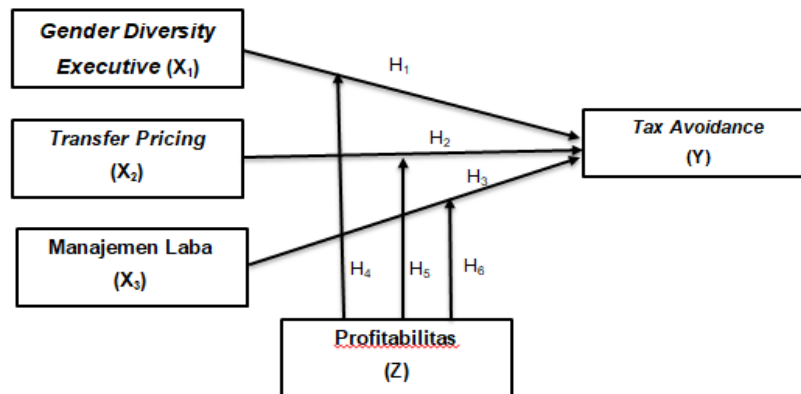 Gender Diversity
Executive (X₁)
H₁
Tax Avoidance
(Y)
Transfer Pricing
(X₂)
H₂
H₃
Manajemen Laba
(X₃)
H₄
H₅
H₆
Profitabilitas
(Z)